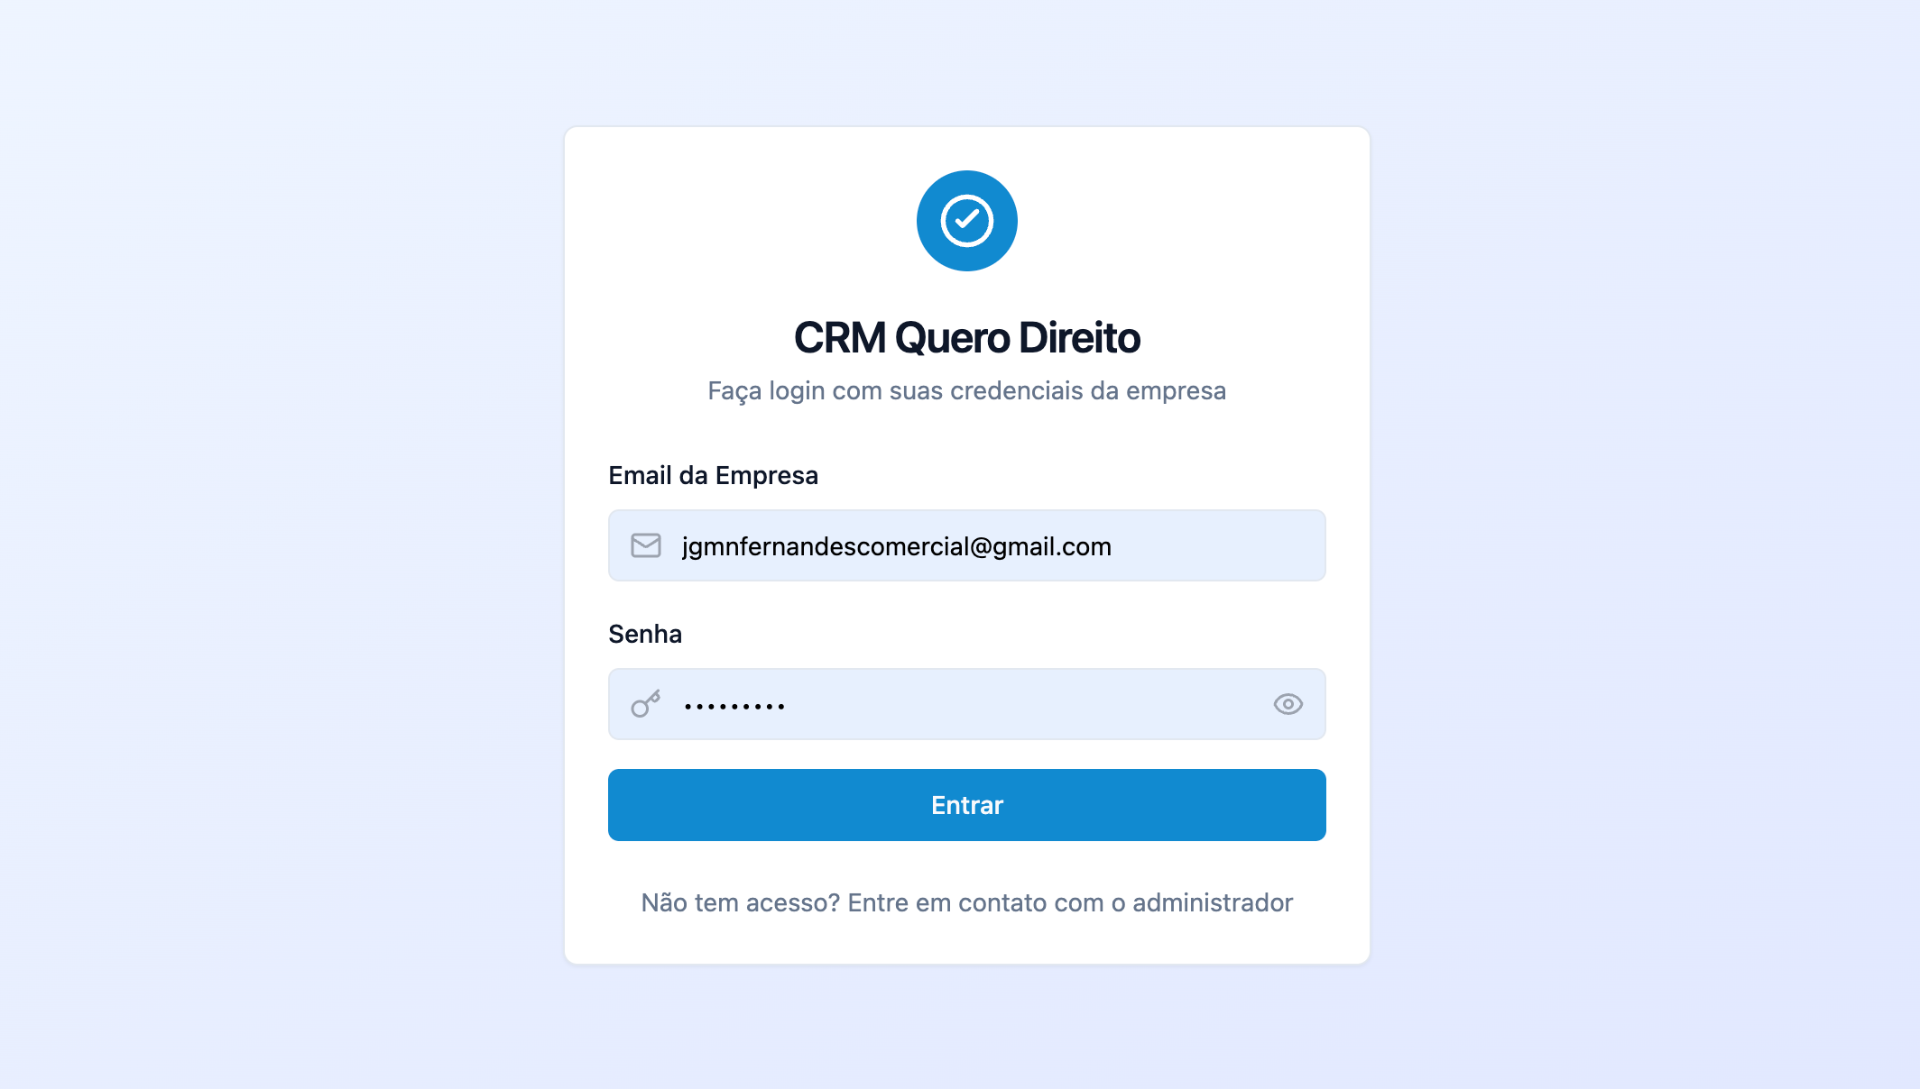 CRM Quero Direito
Faça login com suas credenciais da empresa
Email da Empresa
jgmnfernandescomercial@gmail.com
Senha
•••••••••
Entrar
Não tem acesso? Entre em contato com o administrador